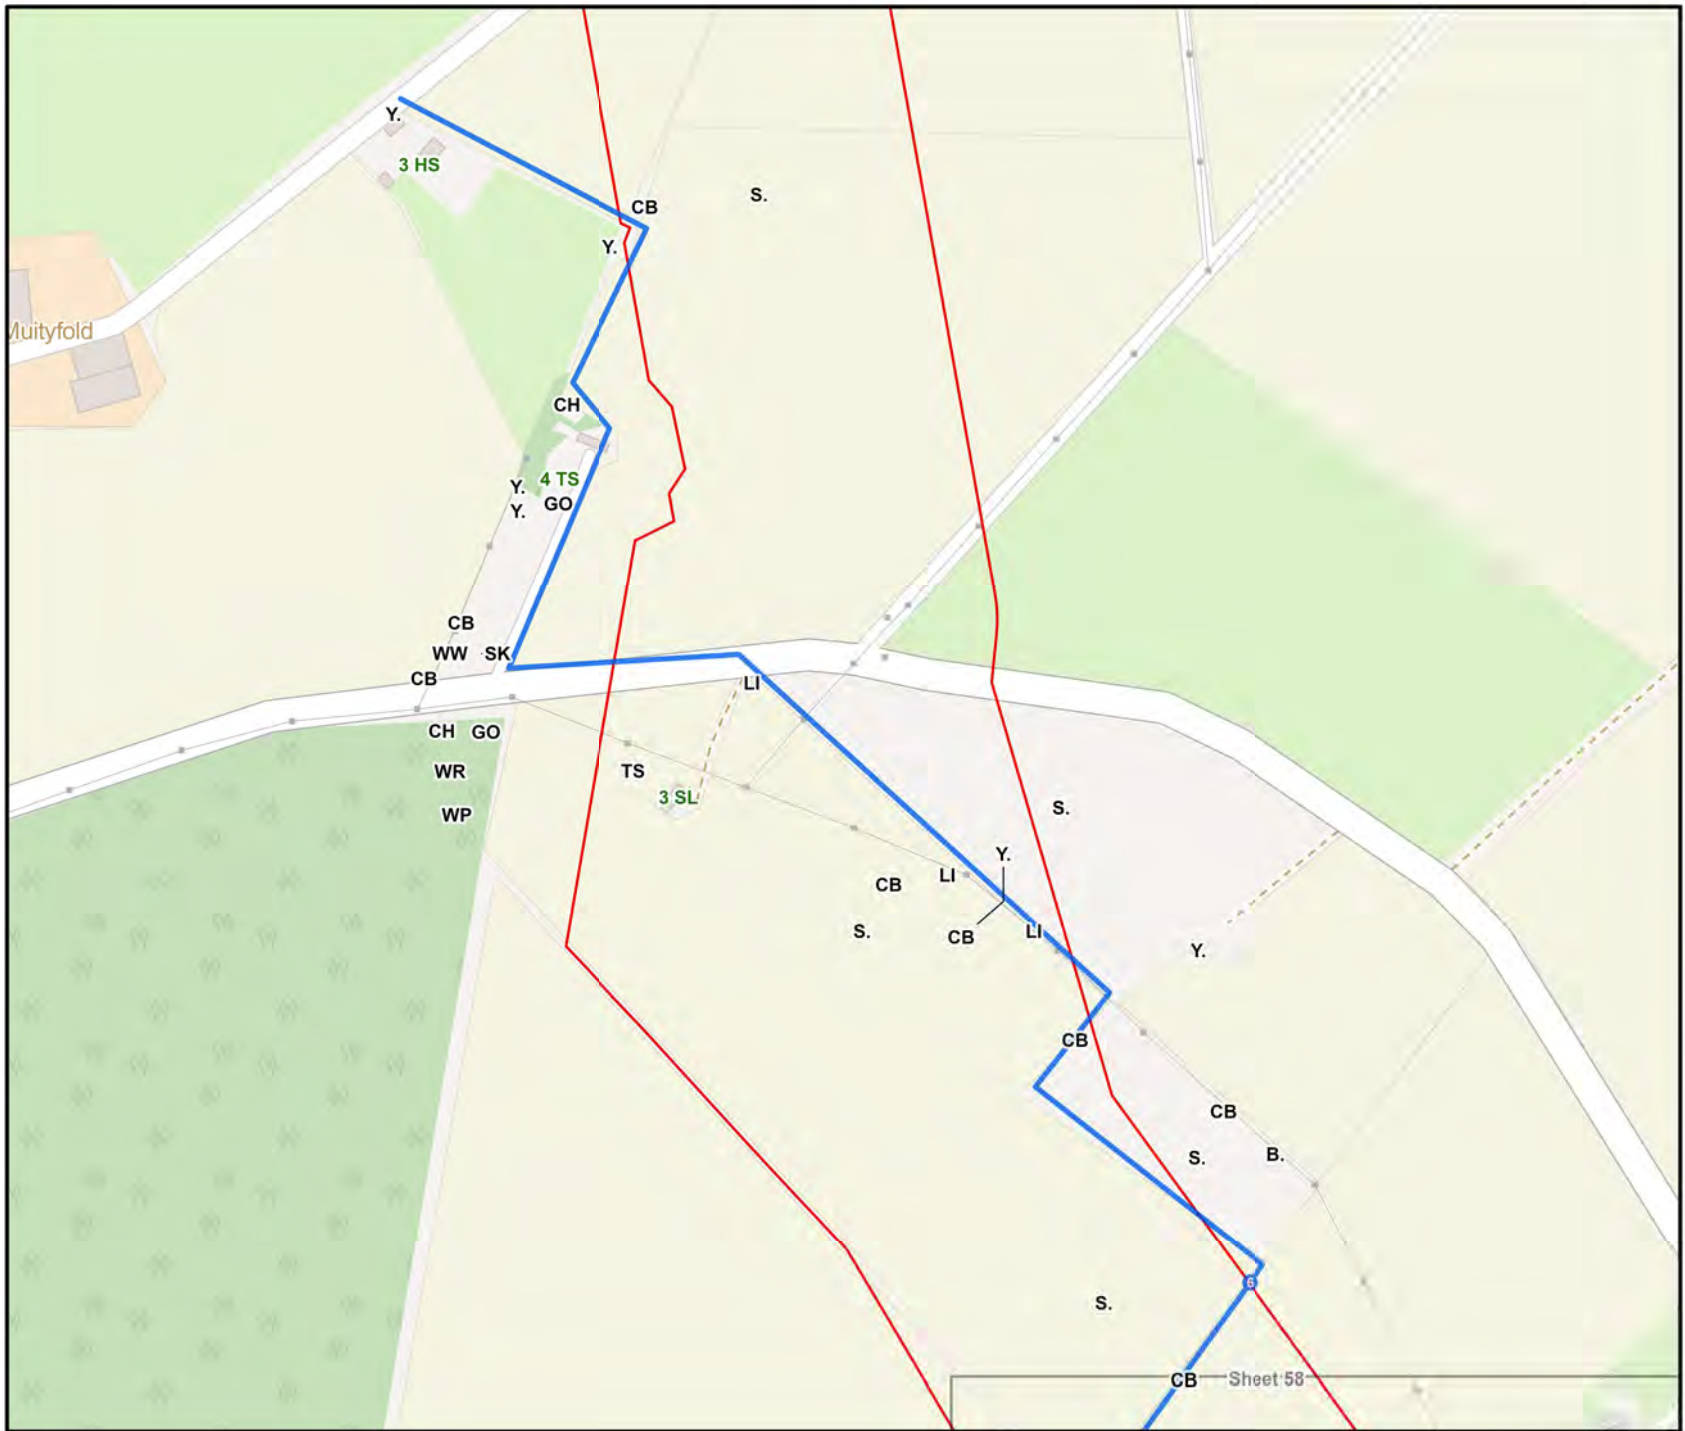 Y.
3 HS
S.
CB
Y.
Muityfold
CH
4 TS
Y.
GO
Y.
CB
WW SK
CB
LI
CH GO
WR
TS
3 SL
WP
S.
Y.
LI
CB
S.
CB
LI
Y.
CB
CB
S.
B.
6
S.
CB
Sheet 58